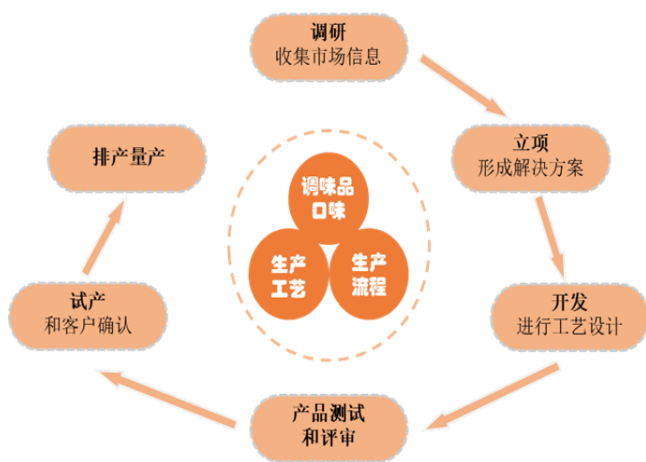 调研
收集市场信息
立项
形成解决方案
开发
进行工艺设计
产品测试
和评审
试产
和客户确认
排产量产
调味品
口味
生产
工艺
生产
流程